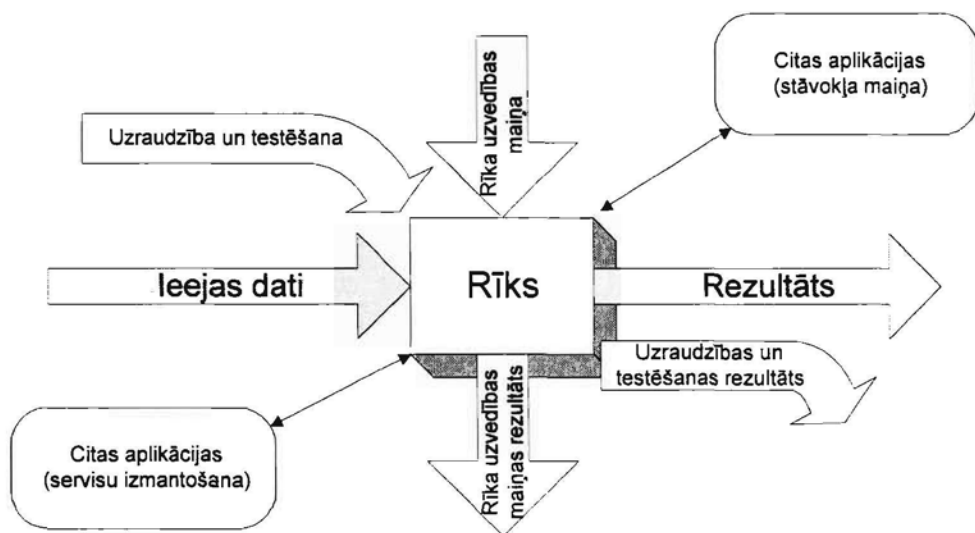 Citas aplikācijas
(stāvokļa maiņa)
Rīka uzvedības
maiņa
Uzraudzība un testēšana
Ieejas dati
Rīks
Rezultāts
Uzraudzības un
testēšanas rezultāts
Rīka uzvedības
maiņas rezultāts
Citas aplikācijas
(servisu izmantošana)